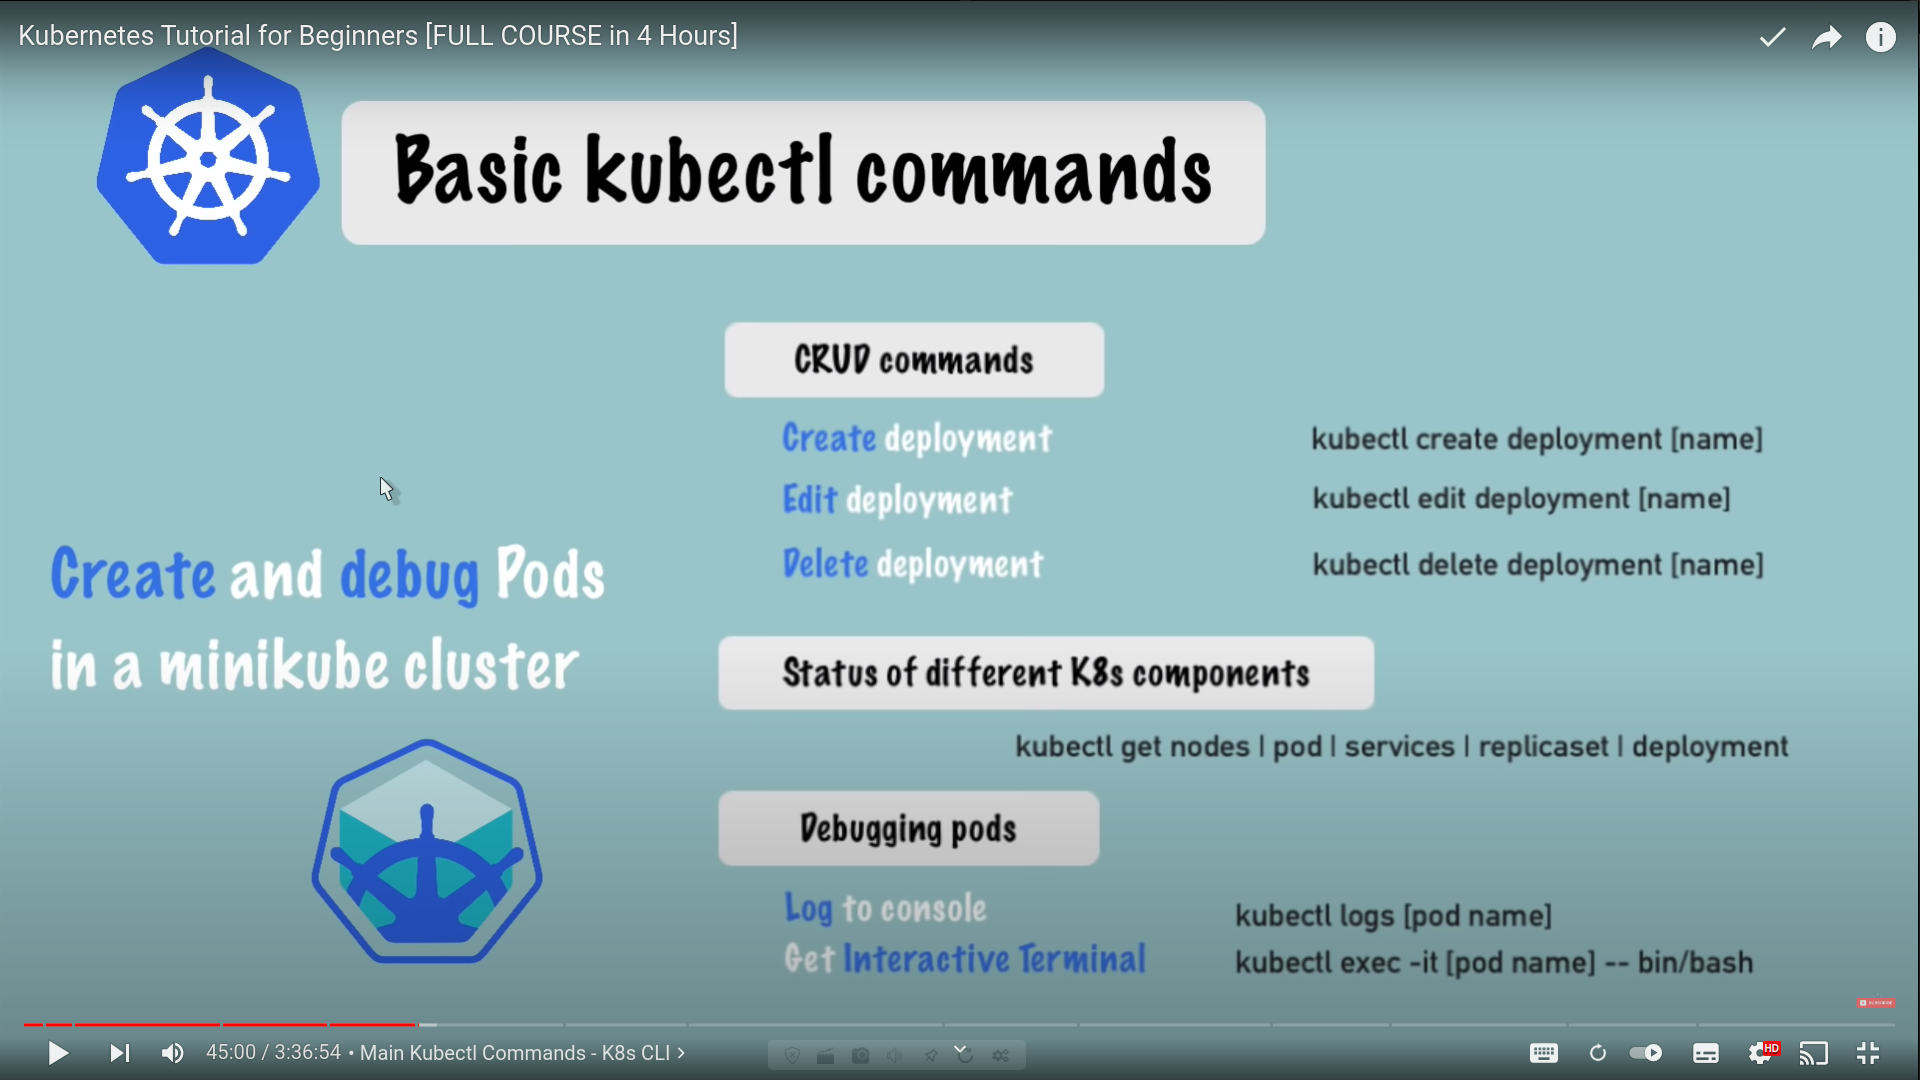 Kubernetes Tutorial for Beginners [FULL COURSE in 4 Hours]
Basic kubectl commands
CRUD commands
Create deployment kubectl create deployment [name]
Edit deployment kubectl edit deployment [name]
Delete deployment kubectl delete deployment [name]
Create and debug Pods
in a minikube cluster
Status of different K8s components
kubectl get nodes | pod | services | replicaset | deployment
Debugging pods
Log to console kubectl logs [pod name]
Get Interactive Terminal kubectl exec -it [pod name] -- bin/bash
SUBSCRIBE
45:00 / 3:36:54 • Main Kubectl Commands - K8s CLI
HD